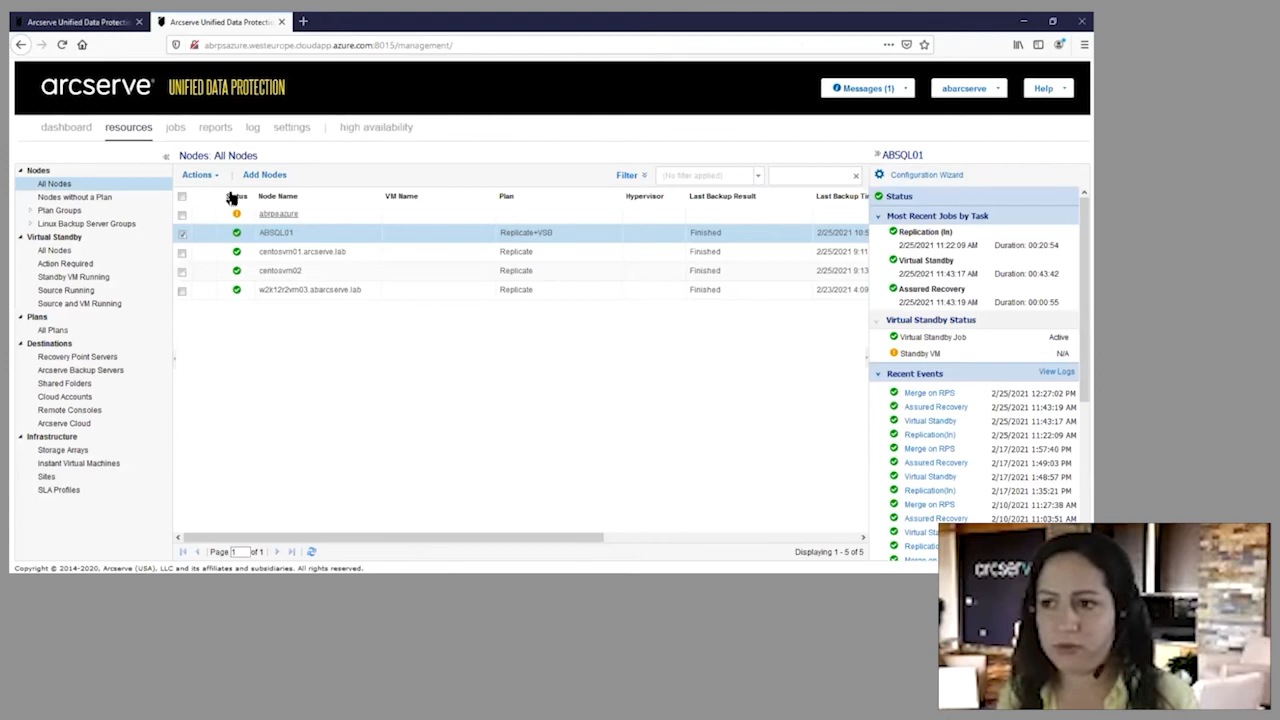 Arcserve Unified Data Protecti
Arcserve Unified Data Protectio
abrpsazure.westeurope.cloudapp.azure.com:8015/management/
arcserve® UNIFIED DATA PROTECTION
Messages (1)
abarcserve
Help
dashboard resources jobs reports log settings | high availability
Nodes
All Nodes
Nodes without a Plan
Plan Groups
Linux Backup Server Groups
Virtual Standby
All Nodes
Action Required
Standby VM Running
Source Running
Source and VM Running
Plans
All Plans
Destinations
Recovery Point Servers
Arcserve Backup Servers
Shared Folders
Cloud Accounts
Remote Consoles
Arcserve Cloud
Infrastructure
Storage Arrays
Instant Virtual Machines
Sites
SLA Profiles
Nodes: All Nodes
Actions Add Nodes Filter (No filter applied)
Node Name VM Name Plan Hypervisor Last Backup Result Last Backup Tir
abrpsazure
ABSQL01 Replicate+VSB Finished 2/25/2021 10:5
centosvm01.arcserve.lab Replicate Finished 2/25/2021 9:11
centosvm02 Replicate Finished 2/25/2021 9:13
w2k12r2vm03.abarcserve.lab Replicate Finished 2/23/2021 4:09
Page 1 of 1
Displaying 1 - 5 of 5
ABSQL01
Configuration Wizard
Status
Most Recent Jobs by Task
Replication (In)
2/25/2021 11:22:09 AM Duration: 00:20:54
Virtual Standby
2/25/2021 11:43:17 AM Duration: 00:43:42
Assured Recovery
2/25/2021 11:43:19 AM Duration: 00:00:55
Virtual Standby Status
Virtual Standby Job Active
Standby VM N/A
Recent Events View Logs
Merge on RPS 2/25/2021 12:27:02 PM
Assured Recovery 2/25/2021 11:43:19 AM
Virtual Standby 2/25/2021 11:43:17 AM
Replication(In) 2/25/2021 11:22:09 AM
Merge on RPS 2/17/2021 1:57:40 PM
Assured Recovery 2/17/2021 1:49:03 PM
Virtual Standby 2/17/2021 1:48:57 PM
Replication(In) 2/17/2021 1:35:21 PM
Merge on RPS 2/10/2021 11:27:38 AM
Assured Recovery 2/10/2021 11:03:51 AM
Copyright © 2014-2020, Arcserve (USA), LLC and its affiliates and subsidiaries. All rights reserved.
arcserve